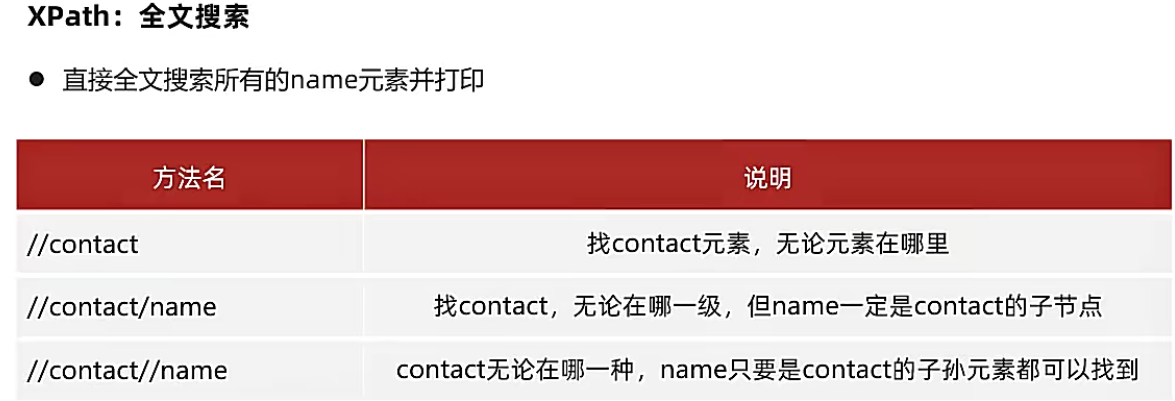 XPath：全文搜索
● 直接全文搜索所有的name元素并打印
方法名 说明
//contact 找contact元素，无论元素在哪里
//contact/name 找contact，无论在哪一级，但name一定是contact的子节点
//contact//name contact无论在哪一种，name只要是contact的子孙元素都可以找到